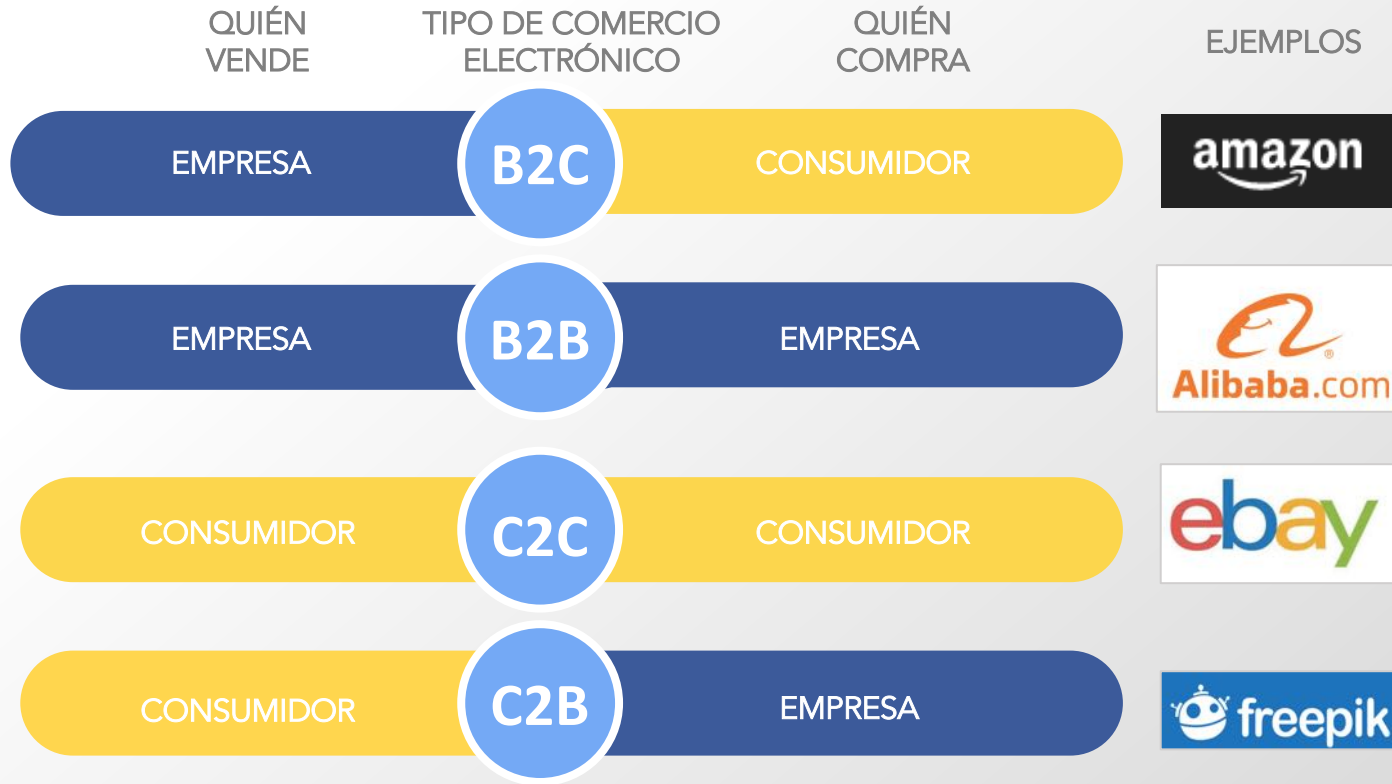 QUIÉN
VENDE
TIPO DE COMERCIO
ELECTRÓNICO
QUIÉN
COMPRA
EJEMPLOS
EMPRESA
B2C
CONSUMIDOR
amazon
EMPRESA
B2B
EMPRESA
Alibaba.com
CONSUMIDOR
C2C
CONSUMIDOR
ebay
CONSUMIDOR
C2B
EMPRESA
freepik